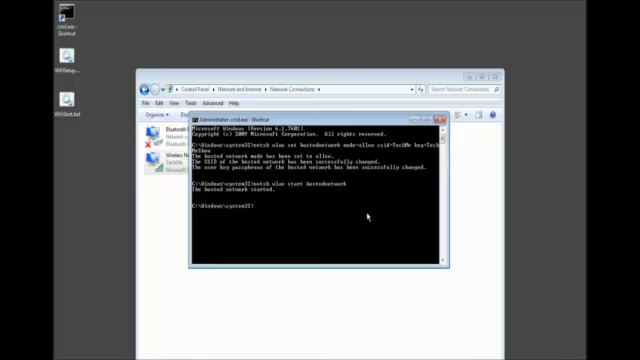 cmd.exe -
Shortcut
WiFiSetup....
WiFiStart.bat
Control Panel
Network and Internet
Network Connections
Search Network Connections
File
Edit
View
Tools
Advanced
Help
Organize
Bluetooth
Wireless Ne
Administrator: cmd.exe - Shortcut
Microsoft Windows [Version 6.1.7601]
Copyright (c) 2009 Microsoft Corporation. All rights reserved.
C:\Windows\system32>netsh wlan set hostednetwork mode=allow ssid=TechMe key=Tech
MeShow
The hosted network mode has been set to allow.
The SSID of the hosted network has been successfully changed.
The user key passphrase of the hosted network has been successfully changed.
C:\Windows\system32>netsh wlan start hostednetwork
The hosted network started.
C:\Windows\system32>